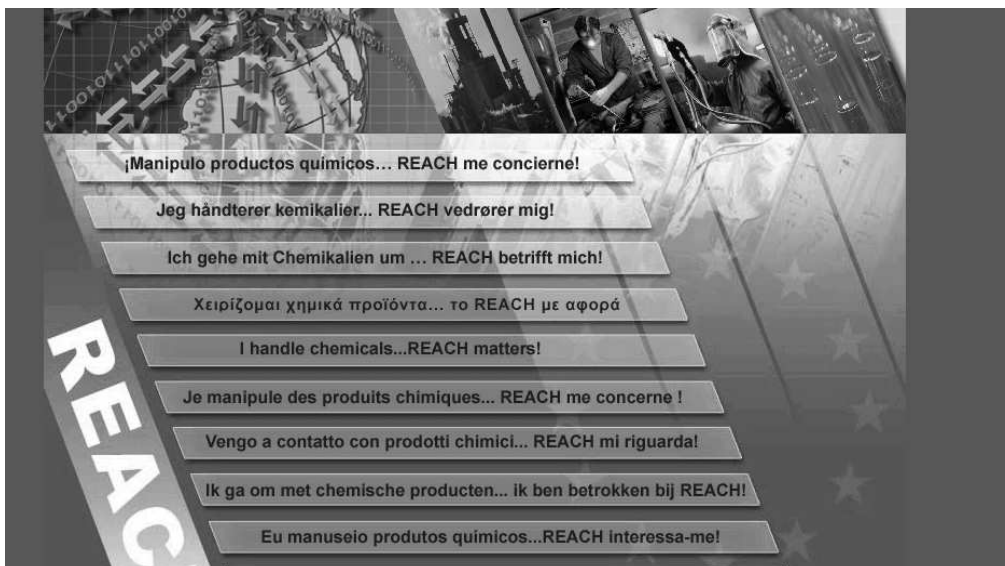 ¡Manipulo productos químicos… REACH me concierne!
Jeg håndterer kemikalier... REACH vedrører mig!
Ich gehe mit Chemikalien um … REACH betrifft mich!
Χειρίζομαι χημικά προϊόντα… το REACH με αφορά
I handle chemicals...REACH matters!
Je manipule des produits chimiques... REACH me concerne !
Vengo a contatto con prodotti chimici... REACH mi riguarda!
Ik ga om met chemische producten... ik ben betrokken bij REACH!
Eu manuseio produtos quimicos...REACH interessa-me!
REAC